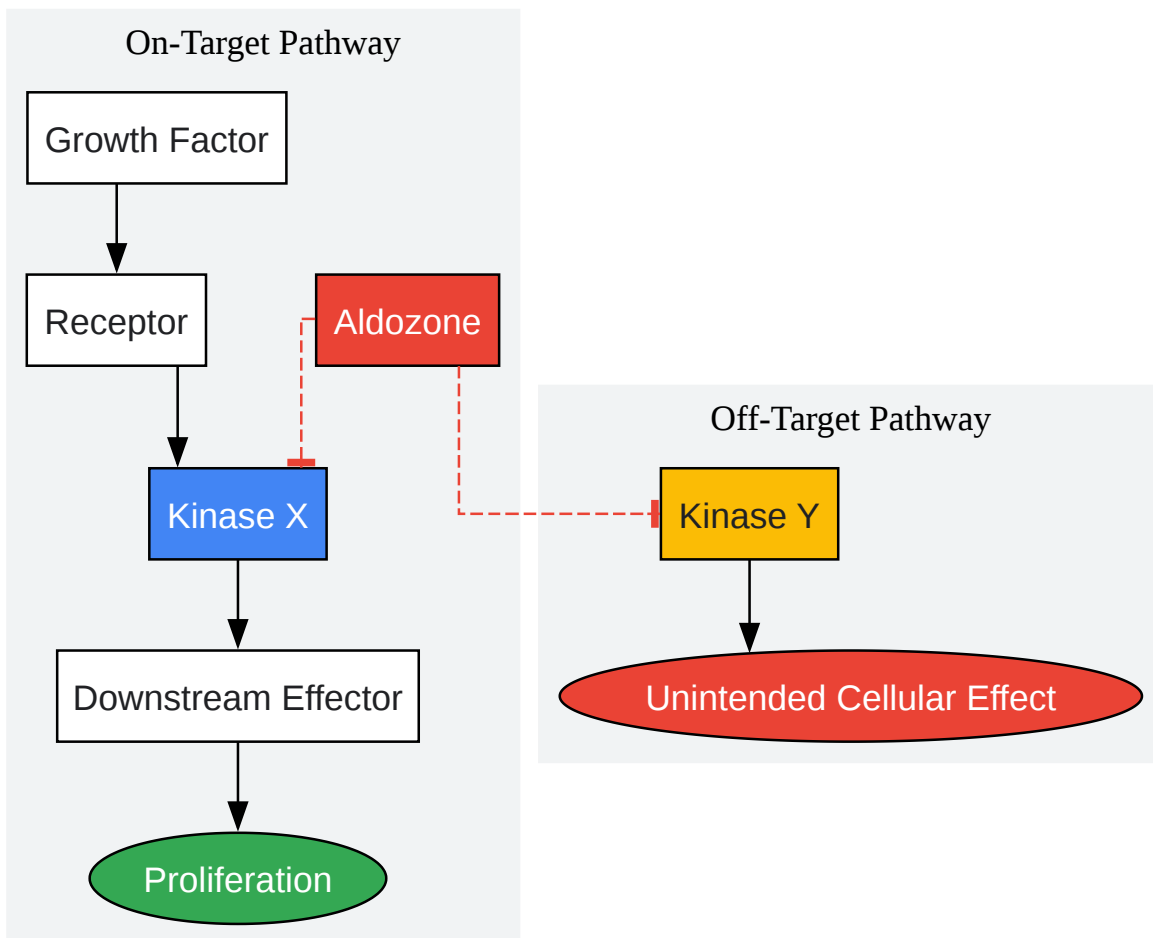 On-Target Pathway
Growth Factor
Receptor
Aldozone
Kinase X
Downstream Effector
Proliferation
Off-Target Pathway
Kinase Y
Unintended Cellular Effect